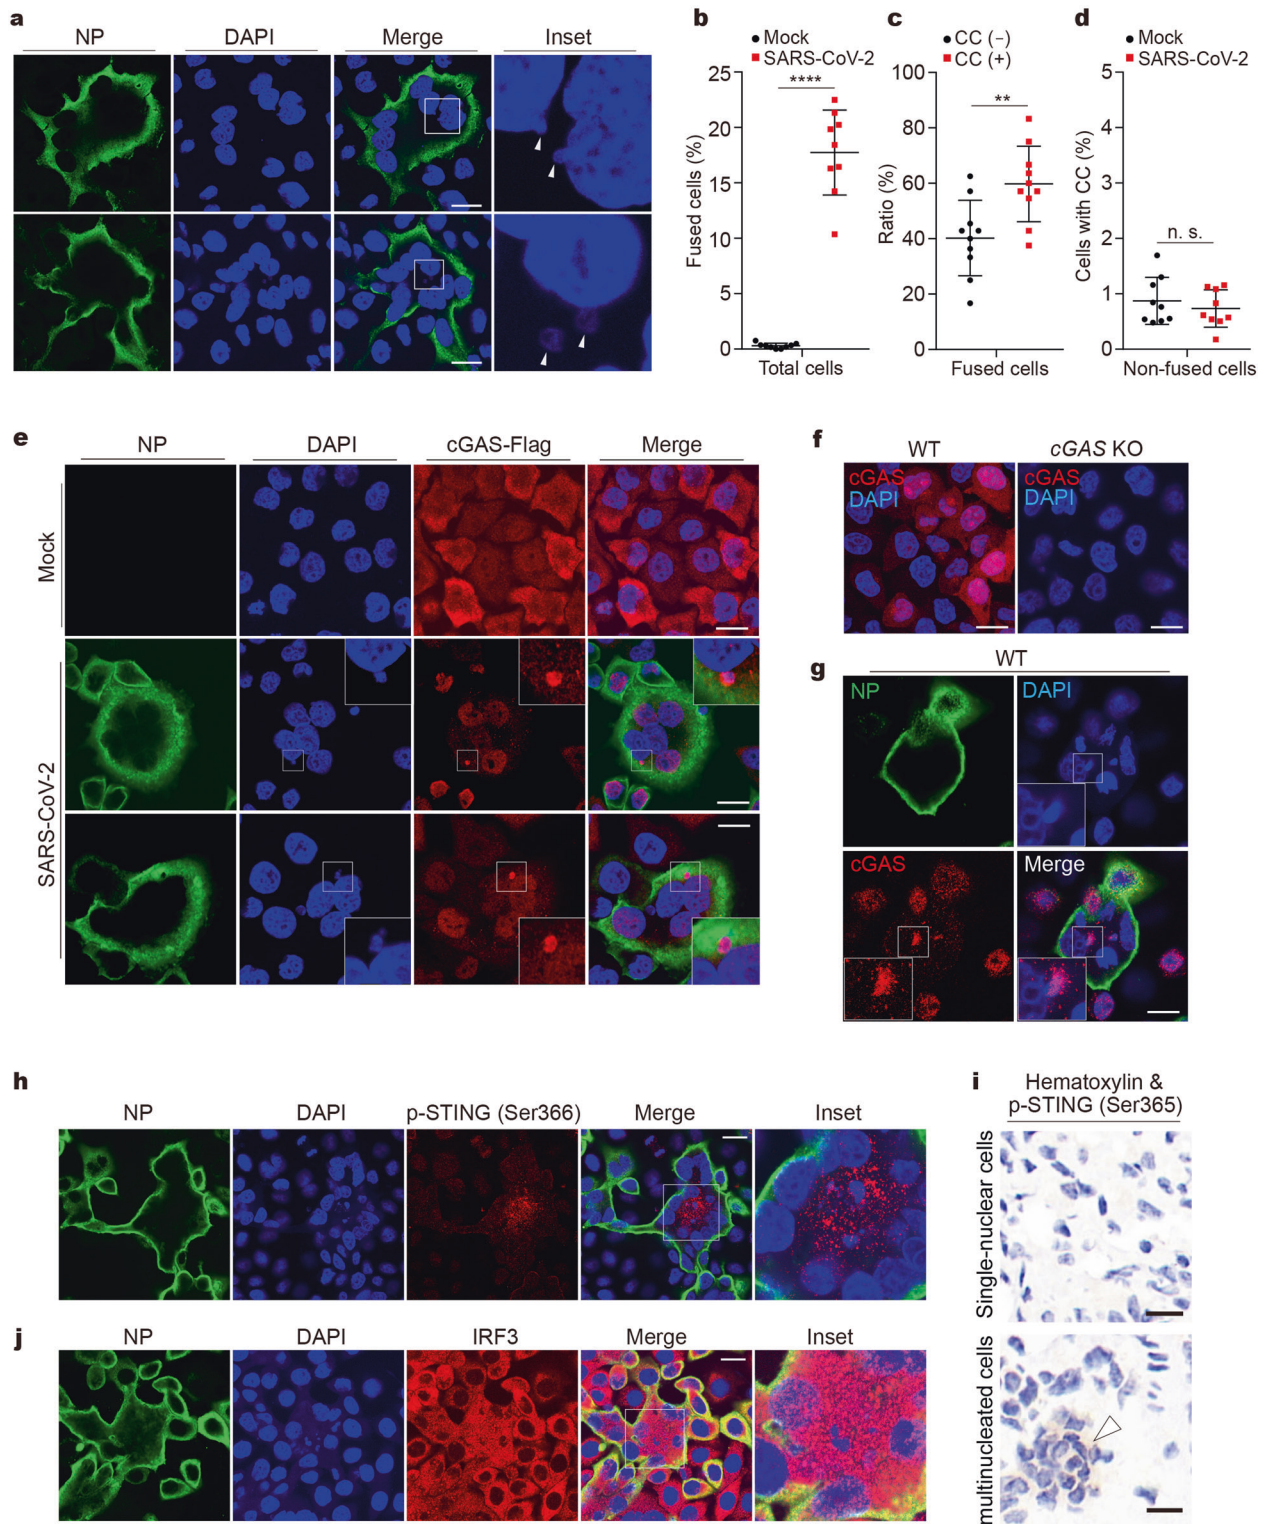 a
NP DAPI Merge Inset
b
Mock
SARS-CoV-2
****
Fused cells (%)
25
20
15
10
5
0
Total cells
c
CC (−)
CC (+)
**
Ratio (%)
100
80
60
40
20
0
Fused cells
d
Mock
SARS-CoV-2
n. s.
Cells with CC (%)
5
4
3
2
1
0
Non-fused cells
e
NP DAPI cGAS-Flag Merge
Mock
SARS-CoV-2
f
WT cGAS KO
cGAS
DAPI
cGAS
DAPI
g
WT
NP DAPI
cGAS Merge
h
NP DAPI p-STING (Ser366) Merge Inset
i
Hematoxylin &
p-STING (Ser365)
Single-nuclear cells
multinucleated cells
j
NP DAPI IRF3 Merge Inset